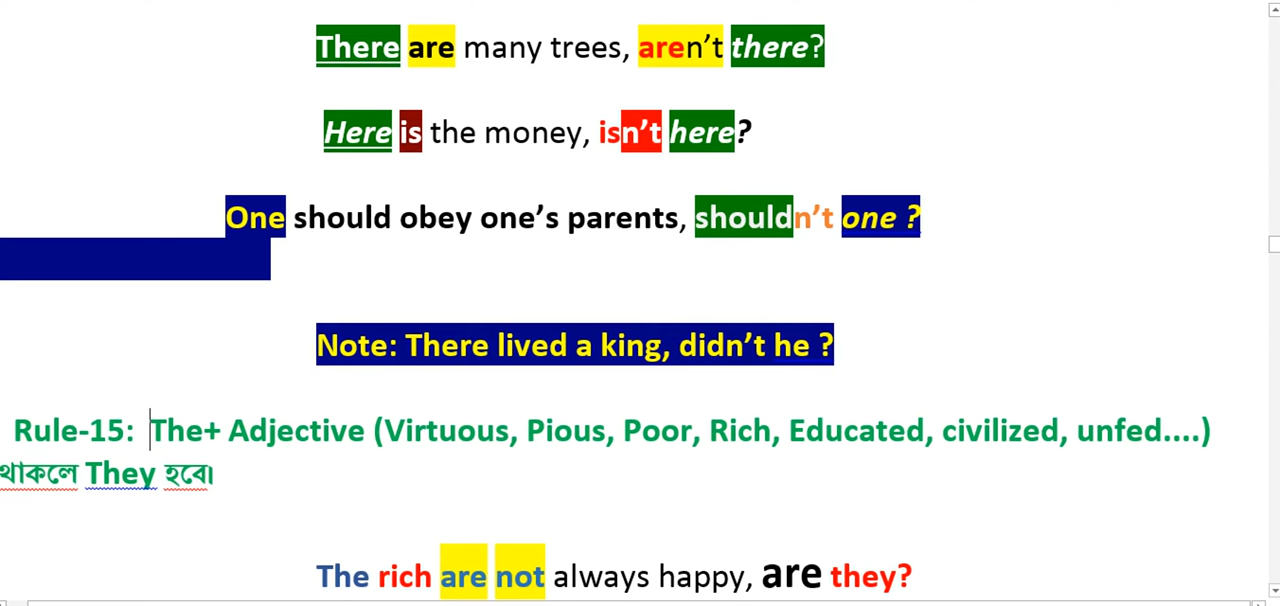 There are many trees, aren’t there?
Here is the money, isn’t here?
One should obey one’s parents, shouldn’t one ?
Note: There lived a king, didn’t he ?
Rule-15: The+ Adjective (Virtuous, Pious, Poor, Rich, Educated, civilized, unfed....)
থাকলে They হবে।
The rich are not always happy, are they?